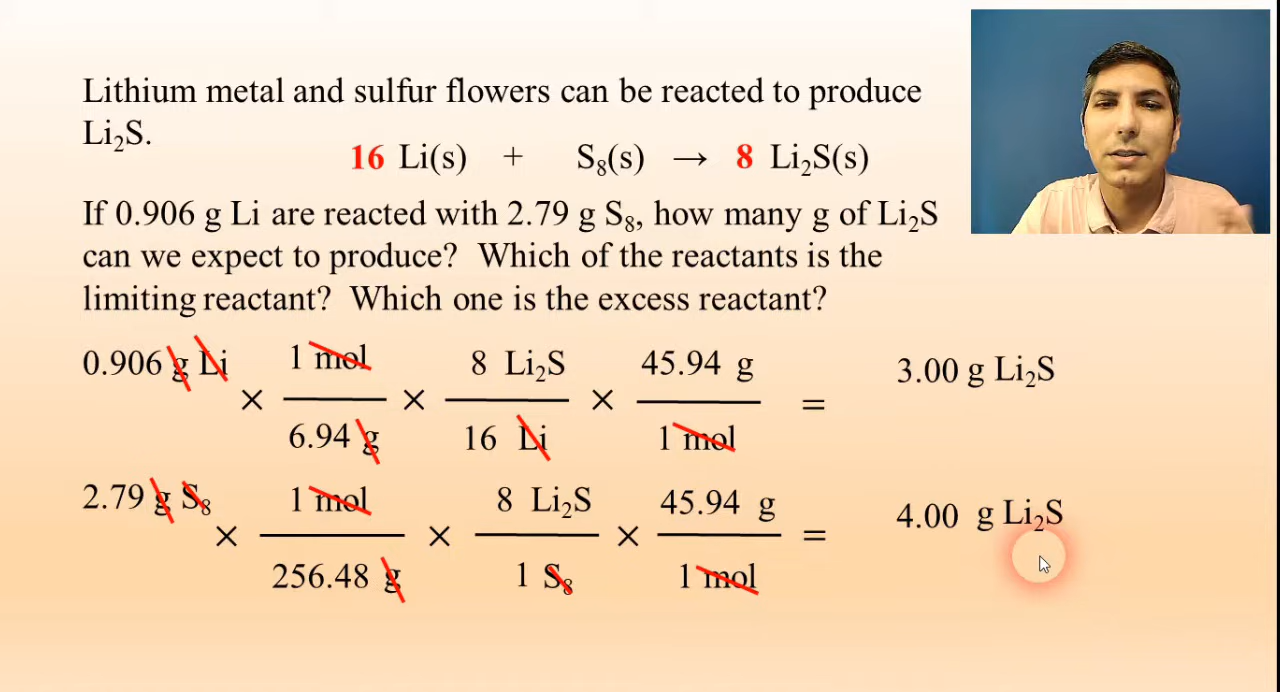 Lithium metal and sulfur flowers can be reacted to produce
Li₂S.
16 Li(s) + S₈(s) → 8 Li₂S(s)
If 0.906 g Li are reacted with 2.79 g S₈, how many g of Li₂S
can we expect to produce? Which of the reactants is the
limiting reactant? Which one is the excess reactant?
0.906 g Li × 1 mol / 6.94 g × 8 Li₂S / 16 Li × 45.94 g / 1 mol = 3.00 g Li₂S
2.79 g S₈ × 1 mol / 256.48 g × 8 Li₂S / 1 S₈ × 45.94 g / 1 mol = 4.00 g Li₂S